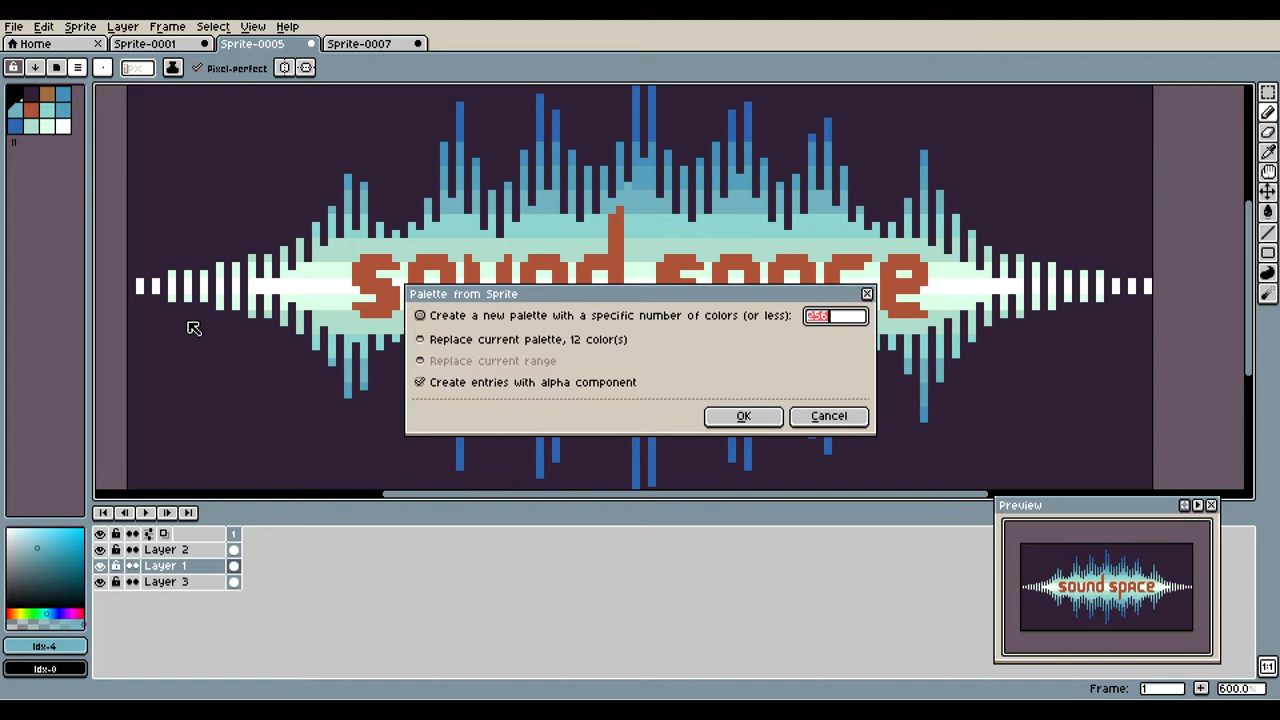 File Edit Sprite Layer Frame Select View Help
Home Sprite-0001 Sprite-0005 Sprite-0007
Pixel-perfect
sound space
Palette from Sprite
Create a new palette with a specific number of colors (or less): 256
Replace current palette, 12 color(s)
Replace current range
Create entries with alpha component
OK Cancel
Preview
sound space
1
Layer 2
Layer 1
Layer 3
Idx-4
Idx-0
1:1
Frame: 1 + 600.0